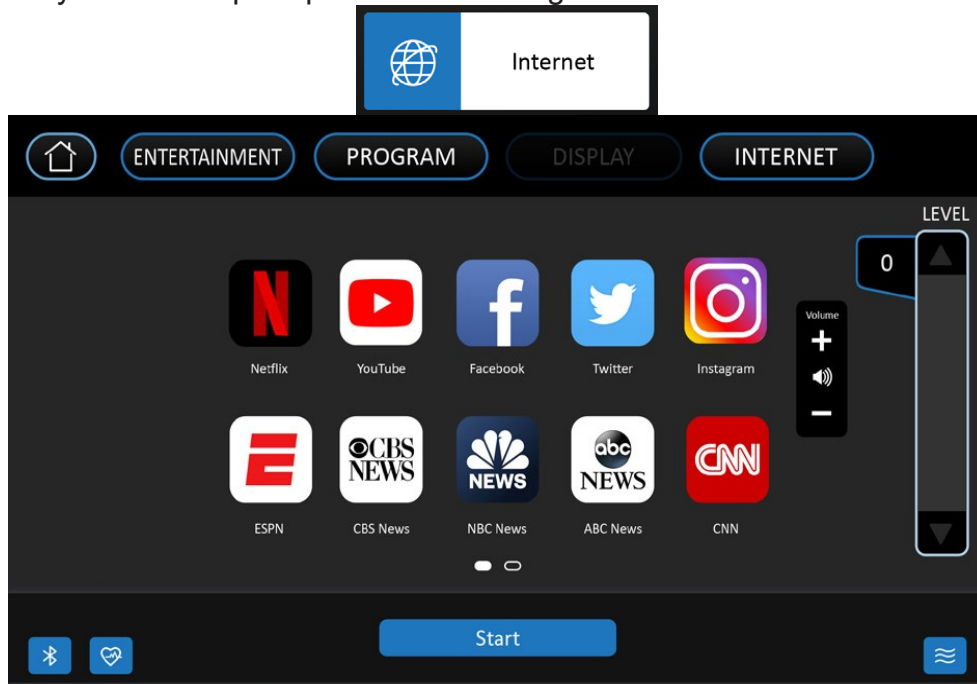 Internet
ENTERTAINMENT PROGRAM DISPLAY INTERNET
LEVEL
0
Volume
Netflix YouTube Facebook Twitter Instagram
CBS NEWS
NEWS
abc NEWS
CNN
ESPN CBS News NBC News ABC News CNN
Start